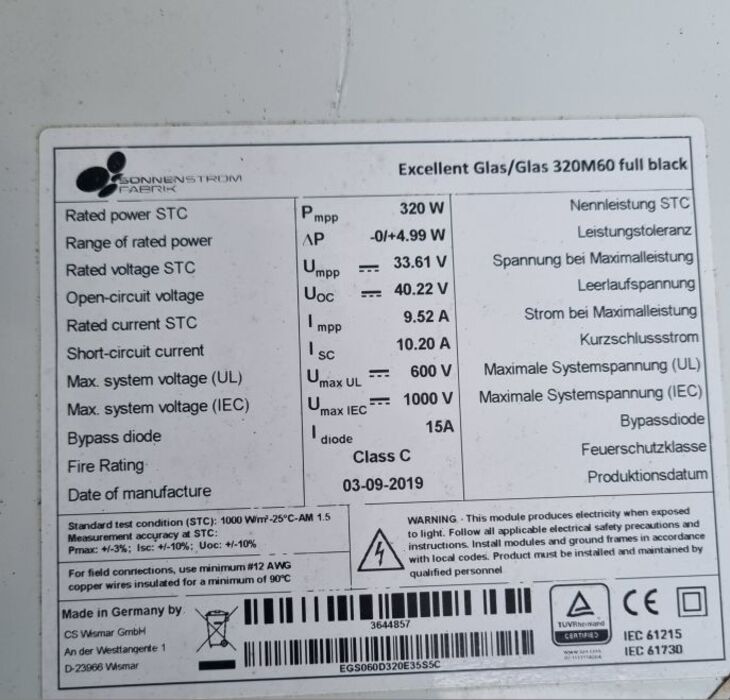 SONNENSTROM
FABRIK
Excellent Glas/Glas 320M60 full black
Rated power STC Pmpp 320 W Nennleistung STC
Range of rated power ΔP -0/+4.99 W Leistungstoleranz
Rated voltage STC Umpp 33.61 V Spannung bei Maximalleistung
Open-circuit voltage UOC 40.22 V Leerlaufspannung
Rated current STC I mpp 9.52 A Strom bei Maximalleistung
Short-circuit current I SC 10.20 A Kurzschlussstrom
Max. system voltage (UL) Umax UL 600 V Maximale Systemspannung (UL)
Max. system voltage (IEC) Umax IEC 1000 V Maximale Systemspannung (IEC)
Bypass diode I diode 15A Bypassdiode
Fire Rating Class C Feuerschutzklasse
Date of manufacture 03-09-2019 Produktionsdatum
Standard test condition (STC): 1000 W/m²-25°C-AM 1.5
Measurement accuracy at STC:
Pmax: +/-3%; Isc: +/-10%; Uoc: +/-10%
For field connections, use minimum #12 AWG
copper wires insulated for a minimum of 90°C
WARNING - This module produces electricity when exposed
to light. Follow all applicable electrical safety precautions and
instructions. Install modules and ground frames in accordance
with local codes. Product must be installed and maintained by
qualified personnel
Made in Germany by
CS Wismar GmbH
An der Westtangente 1
D-23966 Wismar
3644857
EGS060D320E35S5C
TÜVRheinland
CERTIFIED
CE
IEC 61215
IEC 61730